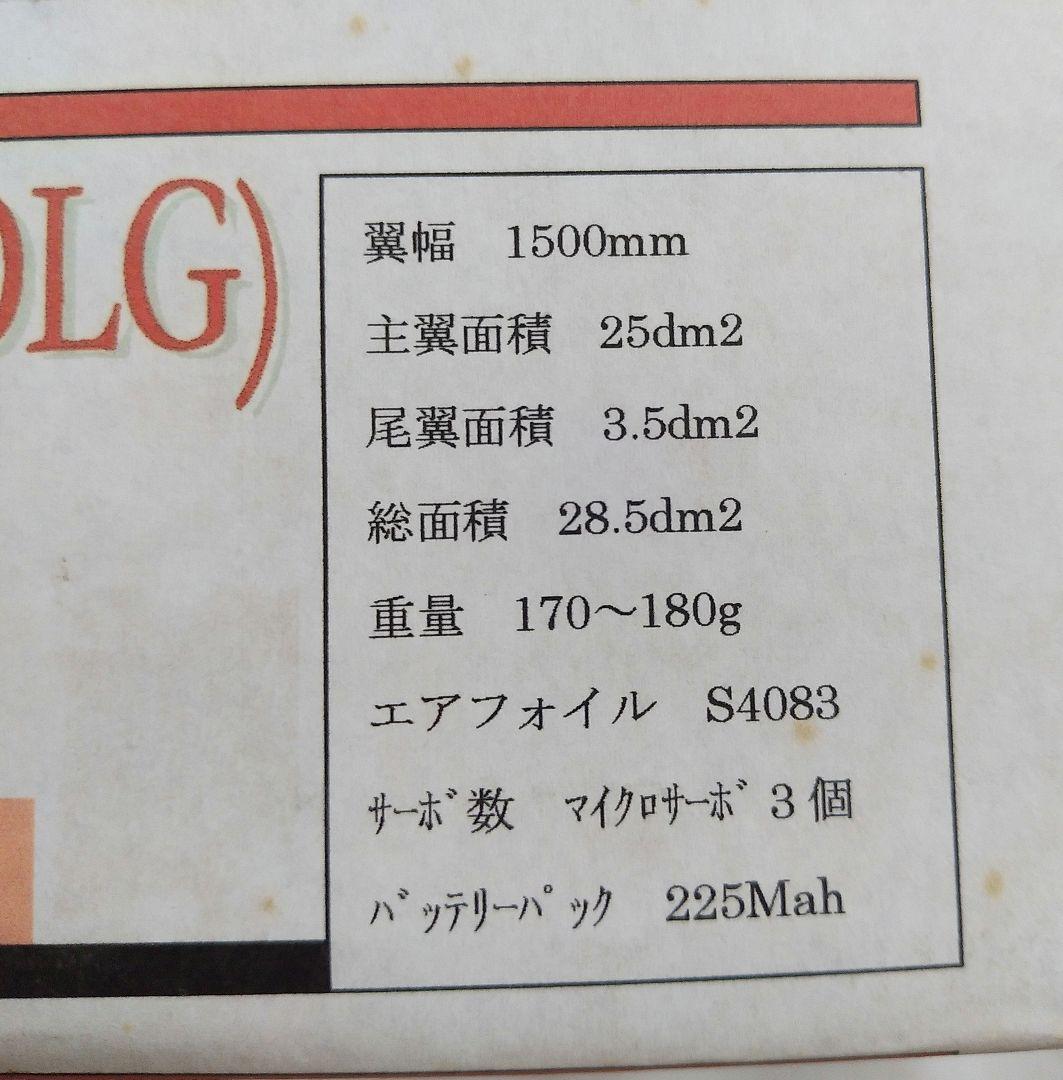 DLG)
翼幅　1500mm
主翼面積　25dm2
尾翼面積　3.5dm2
総面積　28.5dm2
重量　170～180g
エアフォイル　S4083
ｻｰﾎﾞ数　ﾏｲｸﾛｻｰﾎﾞ３個
ﾊﾞｯﾃﾘｰﾊﾟｯｸ　225Mah